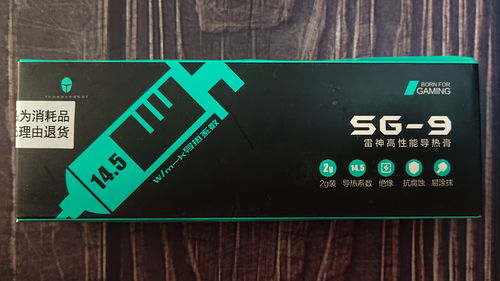 THUNDEROBOT
为消耗品
理由退货
14.5
W/m-k导热系数
BORN FOR
GAMING
SG-9
雷神高性能导热膏
2g
14.5
2g装
导热系数
绝缘
抗腐蚀
易涂抹